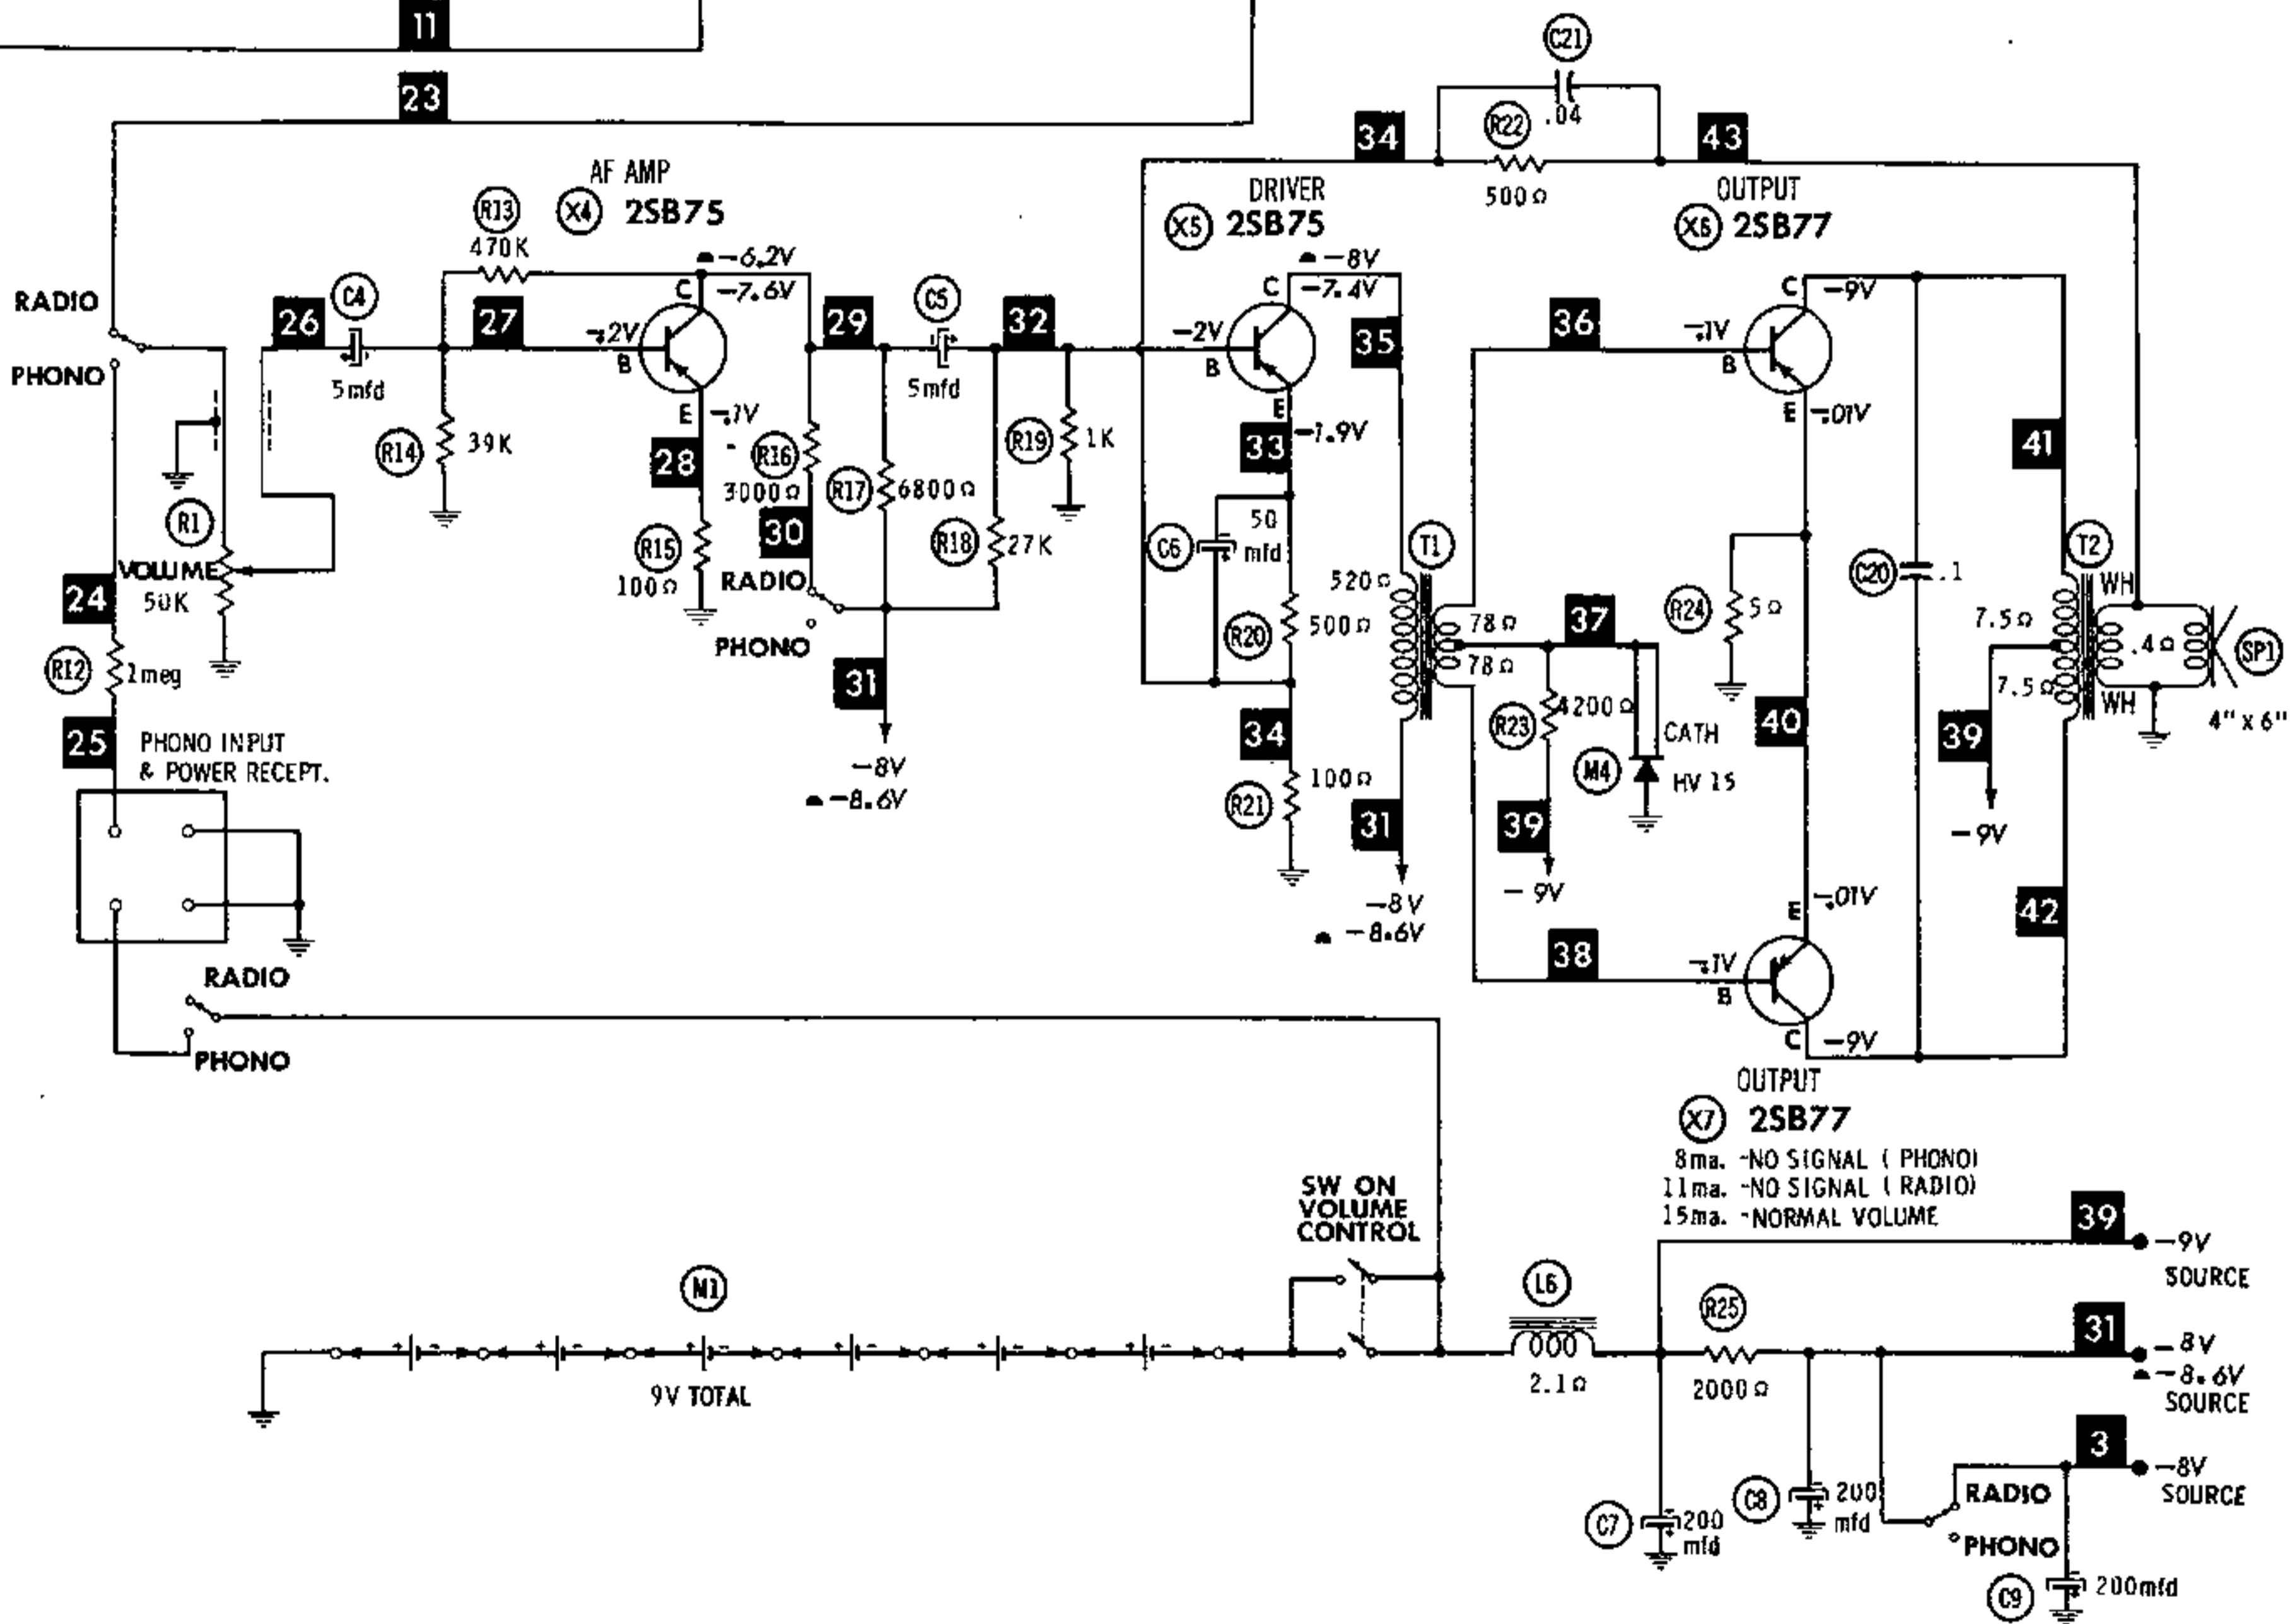 11
23
C21
.04
34
R22
500Ω
43
AF AMP
X4 2SB75
R13
470K
DRIVER
X5 2SB75
OUTPUT
X6 2SB77
RADIO
PHONO
26
C4
5mfd
27
-.2V
B
C
-6.2V
-7.6V
E
-.1V
29
C5
5mfd
32
-2V
B
C
-8V
-7.4V
E
-1.9V
35
36
-.1V
B
C
-9V
E
-.01V
R14
39K
28
R15
100Ω
R16
3000Ω
30
R17
6800Ω
R18
27K
R19
1K
33
C6
50
mfd
R20
500Ω
41
R1
VOLUME
50K
24
R12
1meg
25
RADIO
PHONO
31
-8V
-8.6V
34
R21
100Ω
T1
520Ω
78Ω
78Ω
37
R23
4200Ω
CATH
M4
HV 15
39
-9V
31
-8V
-8.6V
R24
5Ω
40
C20
.1
T2
WH
7.5Ω
7.5Ω
.4Ω
WH
SP1
4" x 6"
39
-9V
42
PHONO INPUT
& POWER RECEPT.
RADIO
PHONO
38
-.1V
B
E
-.01V
C
-9V
OUTPUT
X7 2SB77
8ma. -NO SIGNAL (PHONO)
11ma. -NO SIGNAL (RADIO)
15ma. -NORMAL VOLUME
SW ON
VOLUME
CONTROL
M1
+ - + - + - + - + - + -
9V TOTAL
L6
2.1Ω
R25
2000Ω
39
-9V
SOURCE
31
-8V
-8.6V
SOURCE
3
-8V
SOURCE
C7
200
mfd
C8
200
mfd
RADIO
PHONO
C9
200mfd